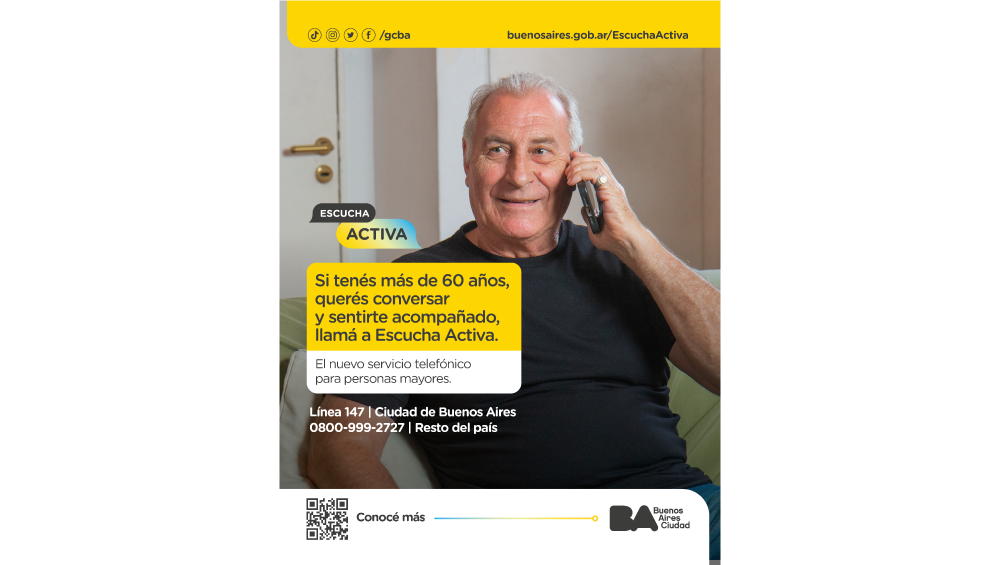 /gcba
buenosaires.gob.ar/EscuchaActiva
ESCUCHA
ACTIVA
Si tenés más de 60 años,
querés conversar
y sentirte acompañado,
llamá a Escucha Activa.
El nuevo servicio telefónico
para personas mayores.
Línea 147 | Ciudad de Buenos Aires
0800-999-2727 | Resto del país
Conocé más
BA
Buenos
Aires
Ciudad